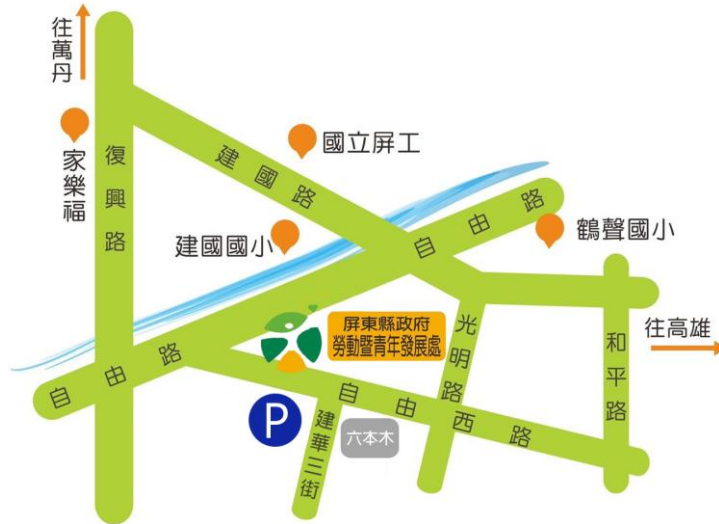 往萬丹
家樂福
復興路
建國路
國立屏工
建國國小
自由路
鶴聲國小
屏東縣政府
勞動暨青年發展處
光明路
和平路
往高雄
自由路
自由西路
P
建華三街
六本木